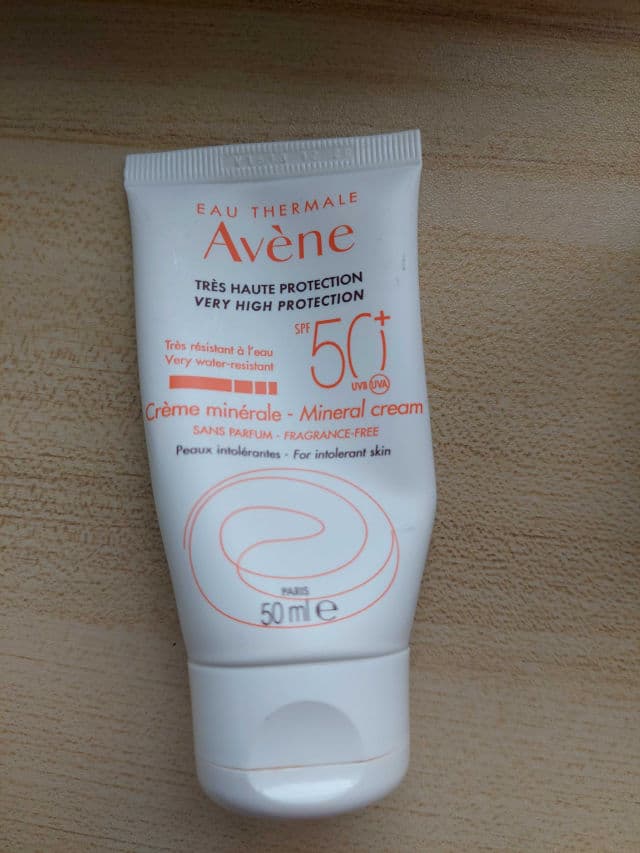 EAU THERMALE
Avène
TRÈS HAUTE PROTECTION
VERY HIGH PROTECTION
SPF 50+
UVB UVA
Très résistant à l'eau
Very water-resistant
Crème minérale - Mineral cream
SANS PARFUM - FRAGRANCE-FREE
Peaux intolérantes - For intolerant skin
PARIS
50 ml e